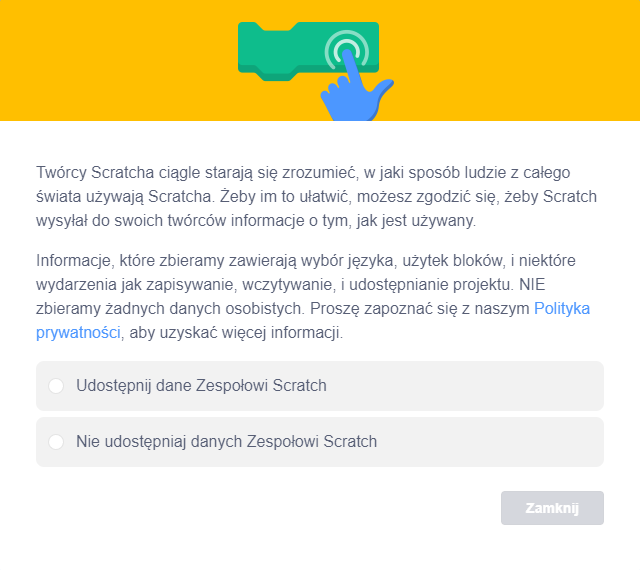 Twórcy Scratcha ciągle starają się zrozumieć, w jaki sposób ludzie z całego
świata używają Scratcha. Żeby im to ułatwić, możesz zgodzić się, żeby Scratch
wysyłał do swoich twórców informacje o tym, jak jest używany.
Informacje, które zbieramy zawierają wybór języka, użytek bloków, i niektóre
wydarzenia jak zapisywanie, wczytywanie, i udostępnianie projektu. NIE
zbieramy żadnych danych osobistych. Proszę zapoznać się z naszym Polityka
prywatności, aby uzyskać więcej informacji.
Udostępnij dane Zespołowi Scratch
Nie udostępniaj danych Zespołowi Scratch
Zamknij